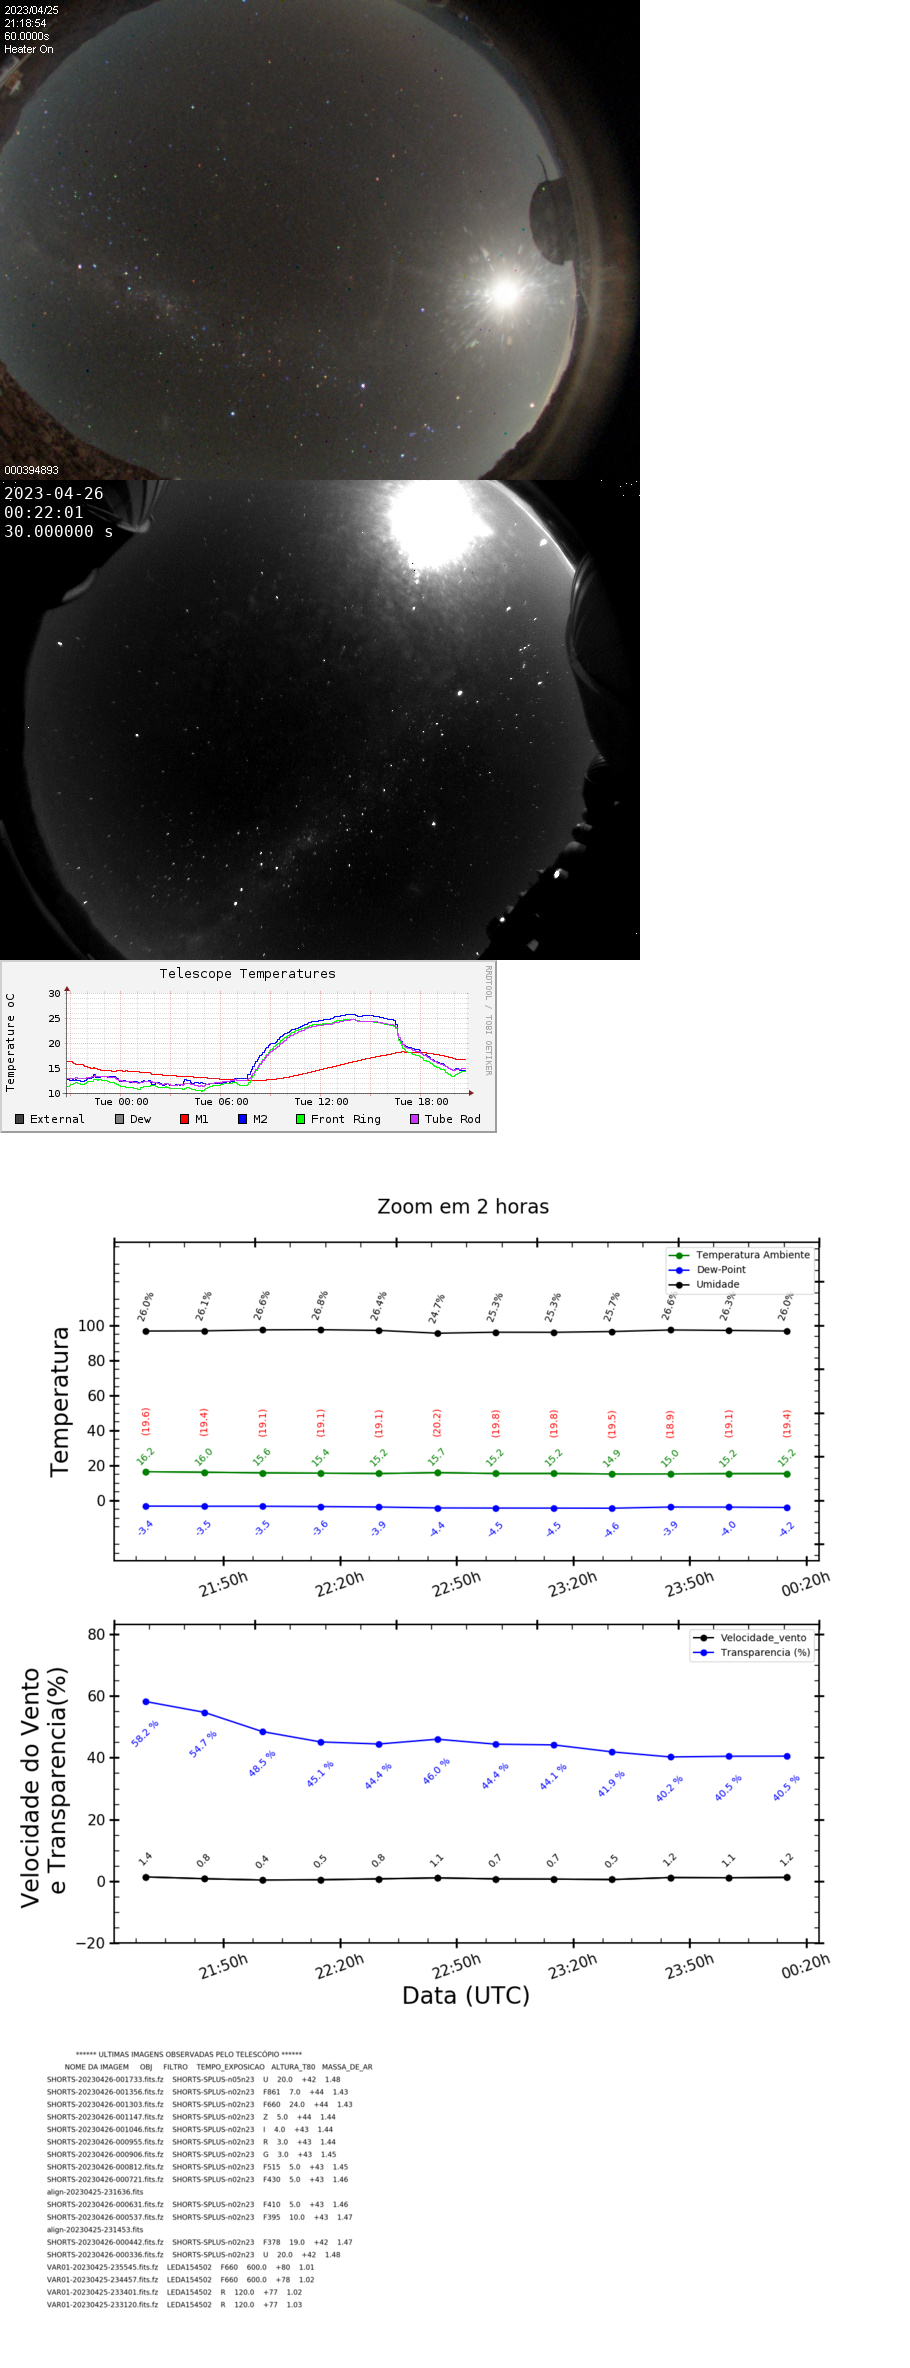 2023/04/25
21:18:54
60.0000s
Heater On
000394893
2023-04-26
00:22:01
30.000000 s
Telescope Temperatures
RRDTOOL / TOBI OETIKER
Temperature oC
30
25
20
15
10
Tue 00:00 Tue 06:00 Tue 12:00 Tue 18:00
External Dew M1 M2 Front Ring Tube Rod
Zoom em 2 horas
Temperatura Ambiente
Dew-Point
Umidade
26.0% 26.1% 26.6% 26.8% 26.4% 24.7% 25.3% 25.3% 25.7% 26.6% 26.3% 26.0%
Temperatura
100
80
60
40
20
0
(19.6) (19.4) (19.1) (19.1) (19.1) (20.2) (19.8) (19.8) (19.5) (18.9) (19.1) (19.4)
16.2 16.0 15.6 15.4 15.2 15.7 15.2 15.2 14.9 15.0 15.2 15.2
-3.4 -3.5 -3.5 -3.6 -3.9 -4.4 -4.5 -4.5 -4.6 -3.9 -4.0 -4.2
21:50h 22:20h 22:50h 23:20h 23:50h 00:20h
Velocidade_vento
Transparencia (%)
Velocidade do Vento
e Transparencia(%)
80
60
40
20
0
−20
58.2 % 54.7 % 48.5 % 45.1 % 44.4 % 46.0 % 44.4 % 44.1 % 41.9 % 40.2 % 40.5 % 40.5 %
1.4 0.8 0.4 0.5 0.8 1.1 0.7 0.7 0.5 1.2 1.1 1.2
21:50h 22:20h 22:50h 23:20h 23:50h 00:20h
Data (UTC)
****** ULTIMAS IMAGENS OBSERVADAS PELO TELESCÓPIO ******
NOME DA IMAGEM OBJ FILTRO TEMPO_EXPOSICAO ALTURA_T80 MASSA_DE_AR
SHORTS-20230426-001733.fits.fz SHORTS-SPLUS-n05n23 U 20.0 +42 1.48
SHORTS-20230426-001356.fits.fz SHORTS-SPLUS-n02n23 F861 7.0 +44 1.43
SHORTS-20230426-001303.fits.fz SHORTS-SPLUS-n02n23 F660 24.0 +44 1.43
SHORTS-20230426-001147.fits.fz SHORTS-SPLUS-n02n23 Z 5.0 +44 1.44
SHORTS-20230426-001046.fits.fz SHORTS-SPLUS-n02n23 I 4.0 +43 1.44
SHORTS-20230426-000955.fits.fz SHORTS-SPLUS-n02n23 R 3.0 +43 1.44
SHORTS-20230426-000906.fits.fz SHORTS-SPLUS-n02n23 G 3.0 +43 1.45
SHORTS-20230426-000812.fits.fz SHORTS-SPLUS-n02n23 F515 5.0 +43 1.45
SHORTS-20230426-000721.fits.fz SHORTS-SPLUS-n02n23 F430 5.0 +43 1.46
align-20230425-231636.fits
SHORTS-20230426-000631.fits.fz SHORTS-SPLUS-n02n23 F410 5.0 +43 1.46
SHORTS-20230426-000537.fits.fz SHORTS-SPLUS-n02n23 F395 10.0 +43 1.47
align-20230425-231453.fits
SHORTS-20230426-000442.fits.fz SHORTS-SPLUS-n02n23 F378 19.0 +42 1.47
SHORTS-20230426-000336.fits.fz SHORTS-SPLUS-n02n23 U 20.0 +42 1.48
VAR01-20230425-235545.fits.fz LEDA154502 F660 600.0 +80 1.01
VAR01-20230425-234457.fits.fz LEDA154502 F660 600.0 +78 1.02
VAR01-20230425-233401.fits.fz LEDA154502 R 120.0 +77 1.02
VAR01-20230425-233120.fits.fz LEDA154502 R 120.0 +77 1.03